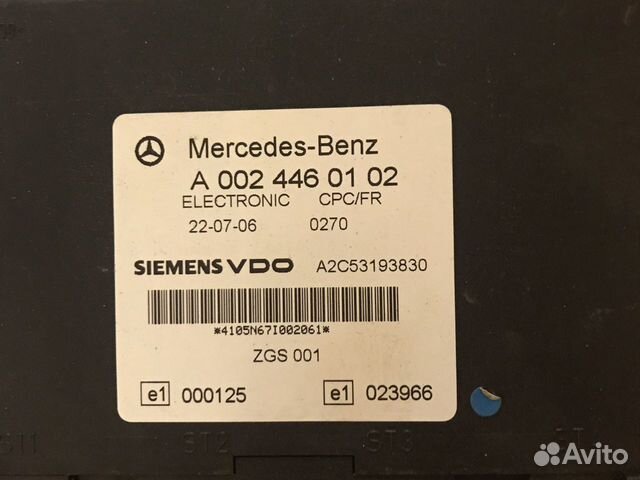 Mercedes-Benz
A 002 446 01 02
ELECTRONIC CPC/FR
22-07-06 0270
SIEMENS VDO A2C53193830
*4105N67I002061*
ZGS 001
e1 000125 e1 023966
ST2 ST3
Avito